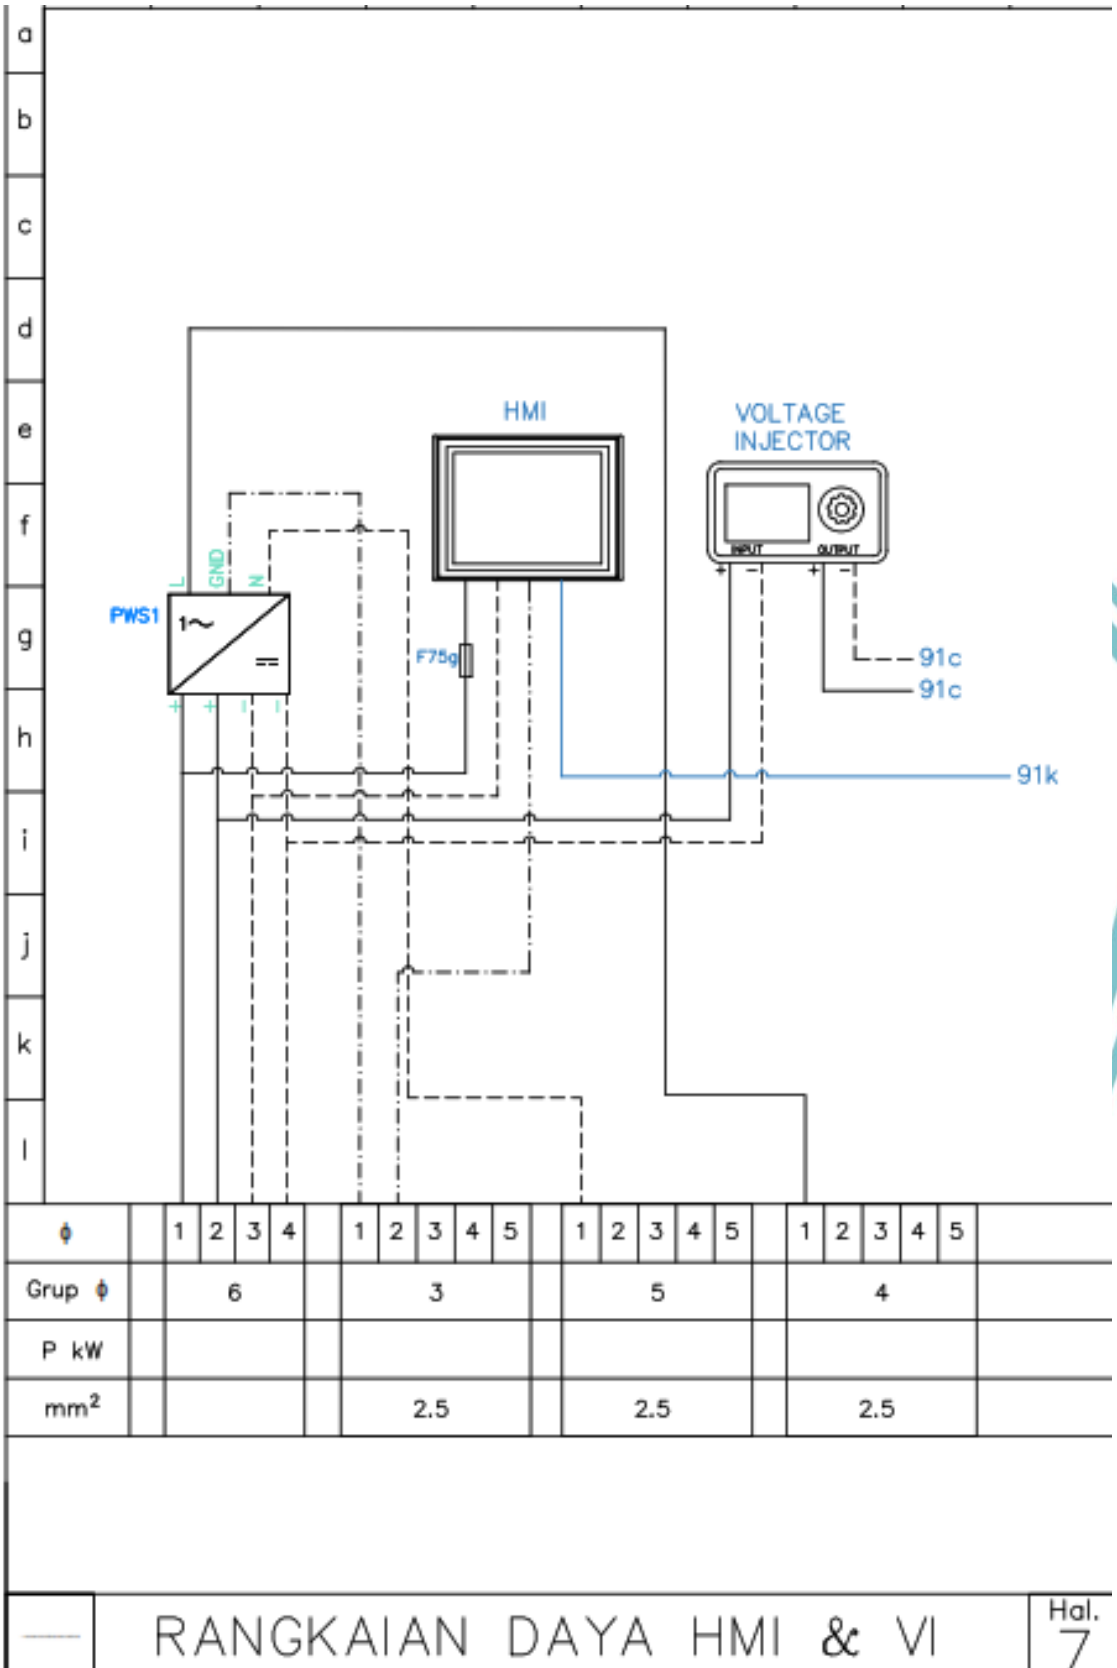 a
b
c
d
e
f
g
h
i
j
k
l
HMI
VOLTAGE
INJECTOR
INPUT OUTPUT
+ - + -
L GND N
PWS1
1~
F75g
+ + - -
91c
91c
91k
ϕ 1 2 3 4 1 2 3 4 5 1 2 3 4 5 1 2 3 4 5
Grup ϕ 6 3 5 4
P kW
mm² 2.5 2.5 2.5
RANGKAIAN DAYA HMI & VI
Hal.
7